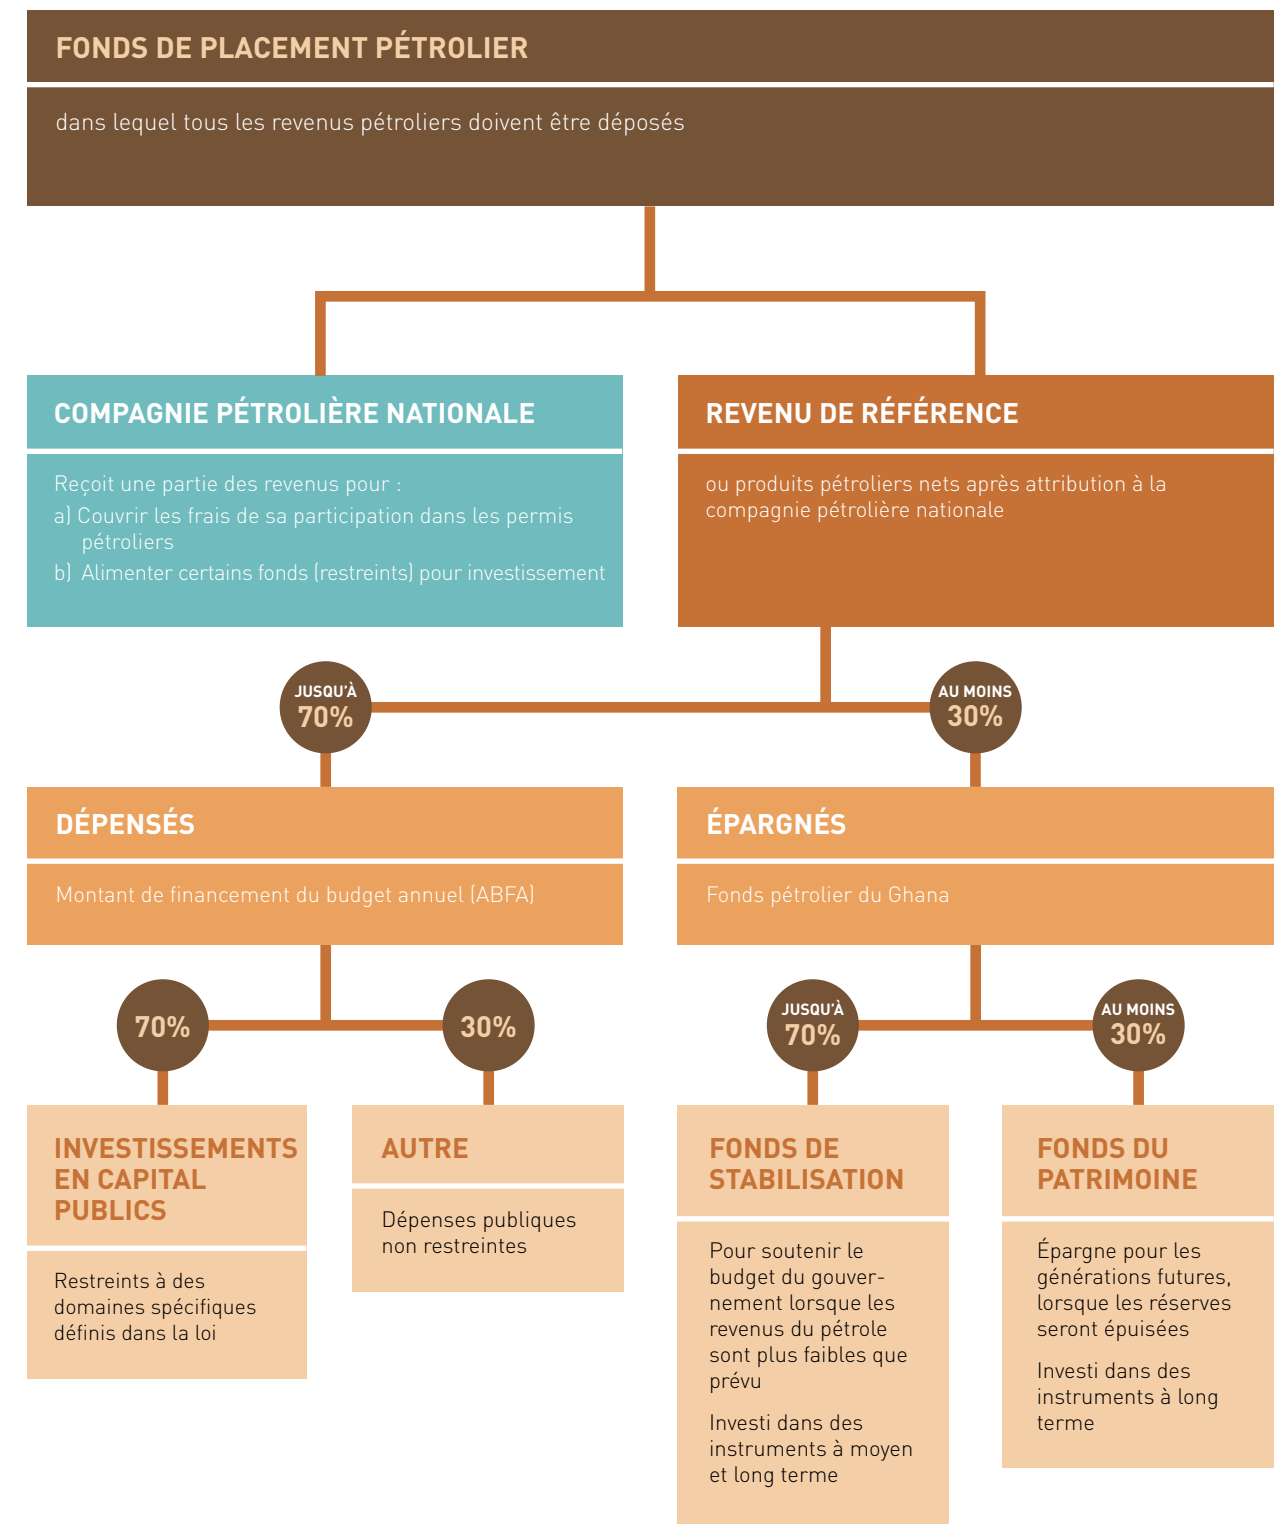 FONDS DE PLACEMENT PÉTROLIER
dans lequel tous les revenus pétroliers doivent être déposés
COMPAGNIE PÉTROLIÈRE NATIONALE
Reçoit une partie des revenus pour :
a) Couvrir les frais de sa participation dans les permis
pétroliers
b) Alimenter certains fonds (restreints) pour investissement
REVENU DE RÉFÉRENCE
ou produits pétroliers nets après attribution à la
compagnie pétrolière nationale
JUSQU'À
70%
AU MOINS
30%
DÉPENSÉS
Montant de financement du budget annuel (ABFA)
ÉPARGNÉS
Fonds pétrolier du Ghana
70%
30%
JUSQU'À
70%
AU MOINS
30%
INVESTISSEMENTS
EN CAPITAL
PUBLICS
Restreints à des
domaines spécifiques
définis dans la loi
AUTRE
Dépenses publiques
non restreintes
FONDS DE
STABILISATION
Pour soutenir le
budget du gouver-
nement lorsque les
revenus du pétrole
sont plus faibles que
prévu
Investi dans des
instruments à moyen
et long terme
FONDS DU
PATRIMOINE
Épargne pour les
générations futures,
lorsque les réserves
seront épuisées
Investi dans des
instruments à long
terme